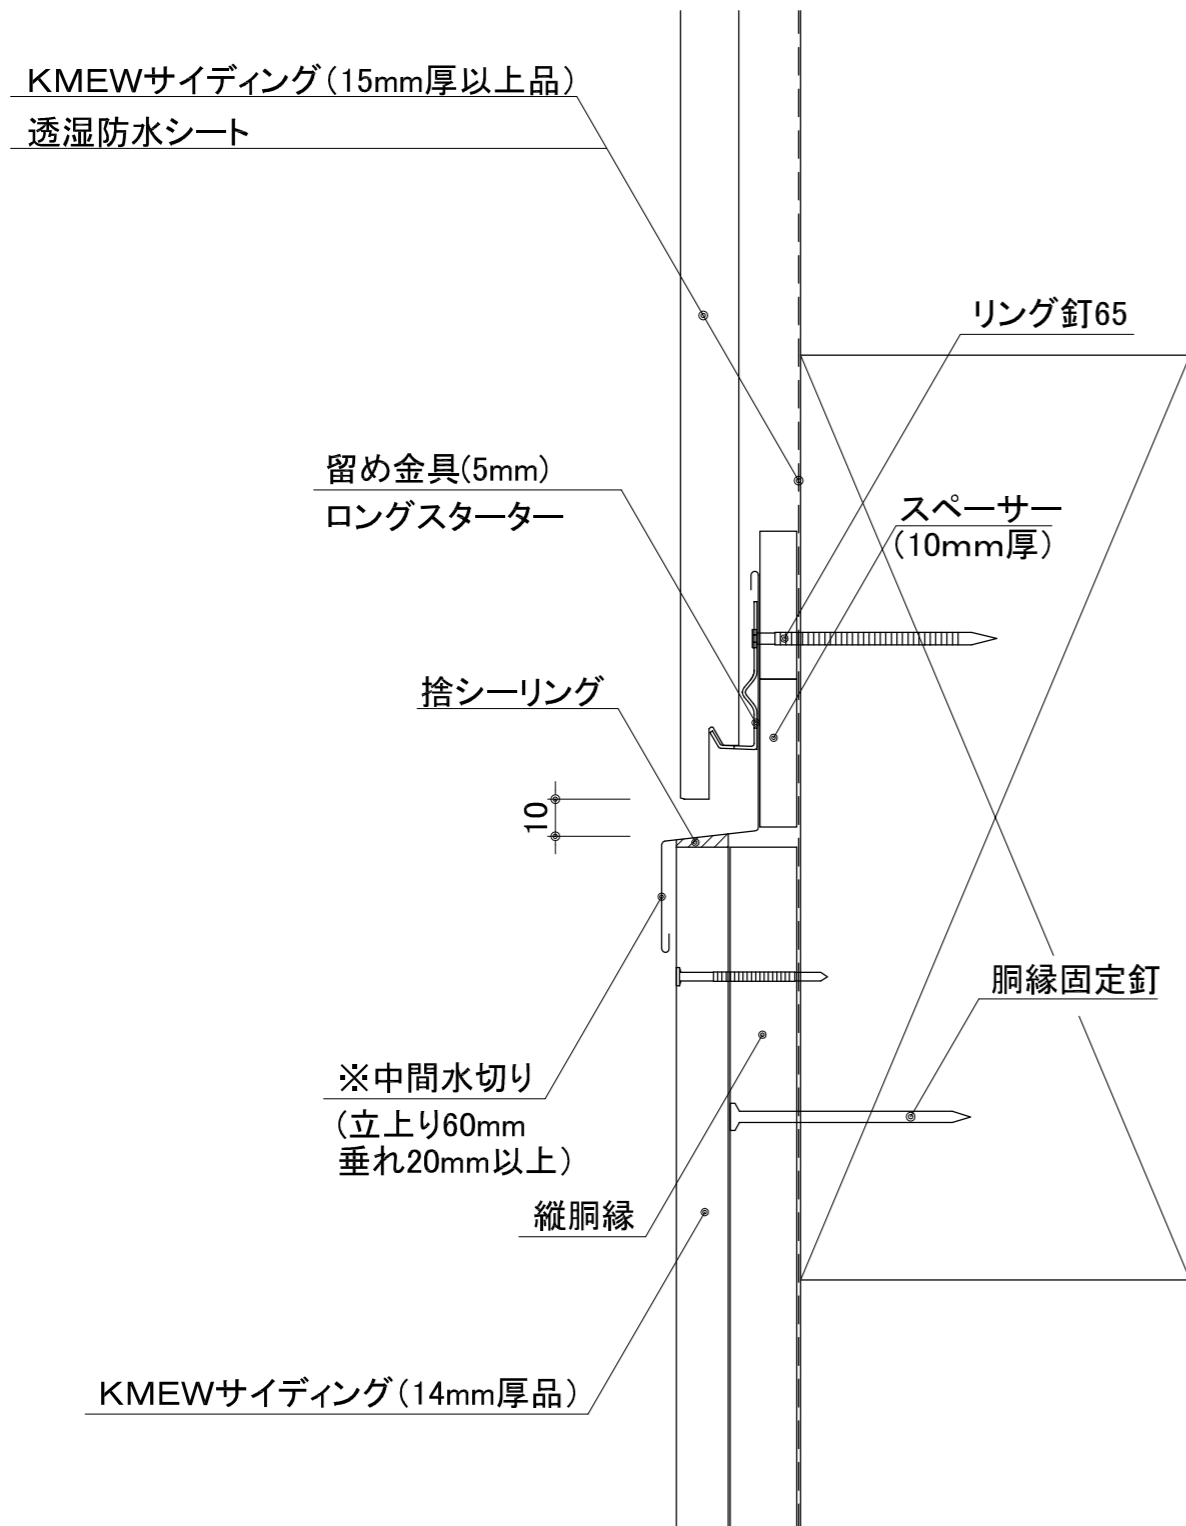 KMEWサイディング(15mm厚以上品)
透湿防水シート
リング釘65
留め金具(5mm)
ロングスターター
スペーサー
(10mm厚)
捨シーリング
10
胴縁固定釘
※中間水切り
(立上り60mm
垂れ20mm以上)
縦胴縁
KMEWサイディング(14mm厚品)